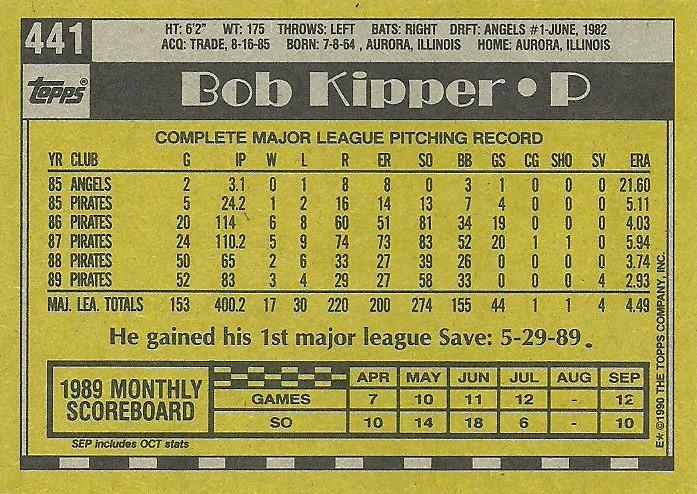 441
HT: 6'2" WT: 175 THROWS: LEFT BATS: RIGHT DRFT: ANGELS #1-JUNE, 1982
ACQ: TRADE, 8-16-85 BORN: 7-8-64, AURORA, ILLINOIS HOME: AURORA, ILLINOIS
TOPPS® Bob Kipper • P
COMPLETE MAJOR LEAGUE PITCHING RECORD
YR CLUB G IP W L R ER SO BB GS CG SHO SV ERA
85 ANGELS 2 3.1 0 1 8 8 0 3 1 0 0 0 21.60
85 PIRATES 5 24.2 1 2 16 14 13 7 4 0 0 0 5.11
86 PIRATES 20 114 6 8 60 51 81 34 19 0 0 0 4.03
87 PIRATES 24 110.2 5 9 74 73 83 52 20 1 1 0 5.94
88 PIRATES 50 65 2 6 33 27 39 26 0 0 0 0 3.74
89 PIRATES 52 83 3 4 29 27 58 33 0 0 0 4 2.93
MAJ. LEA. TOTALS 153 400.2 17 30 220 200 274 155 44 1 1 4 4.49
He gained his 1st major league Save: 5-29-89.
1989 MONTHLY
SCOREBOARD
APR MAY JUN JUL AUG SEP
GAMES 7 10 11 12 - 12
SO 10 14 18 6 - 10
SEP includes OCT stats
E* ©1990 THE TOPPS COMPANY, INC.